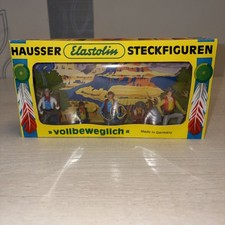 HAUSSER Elastolin STECKFIGUREN
»vollbeweglich«
Made in Germany